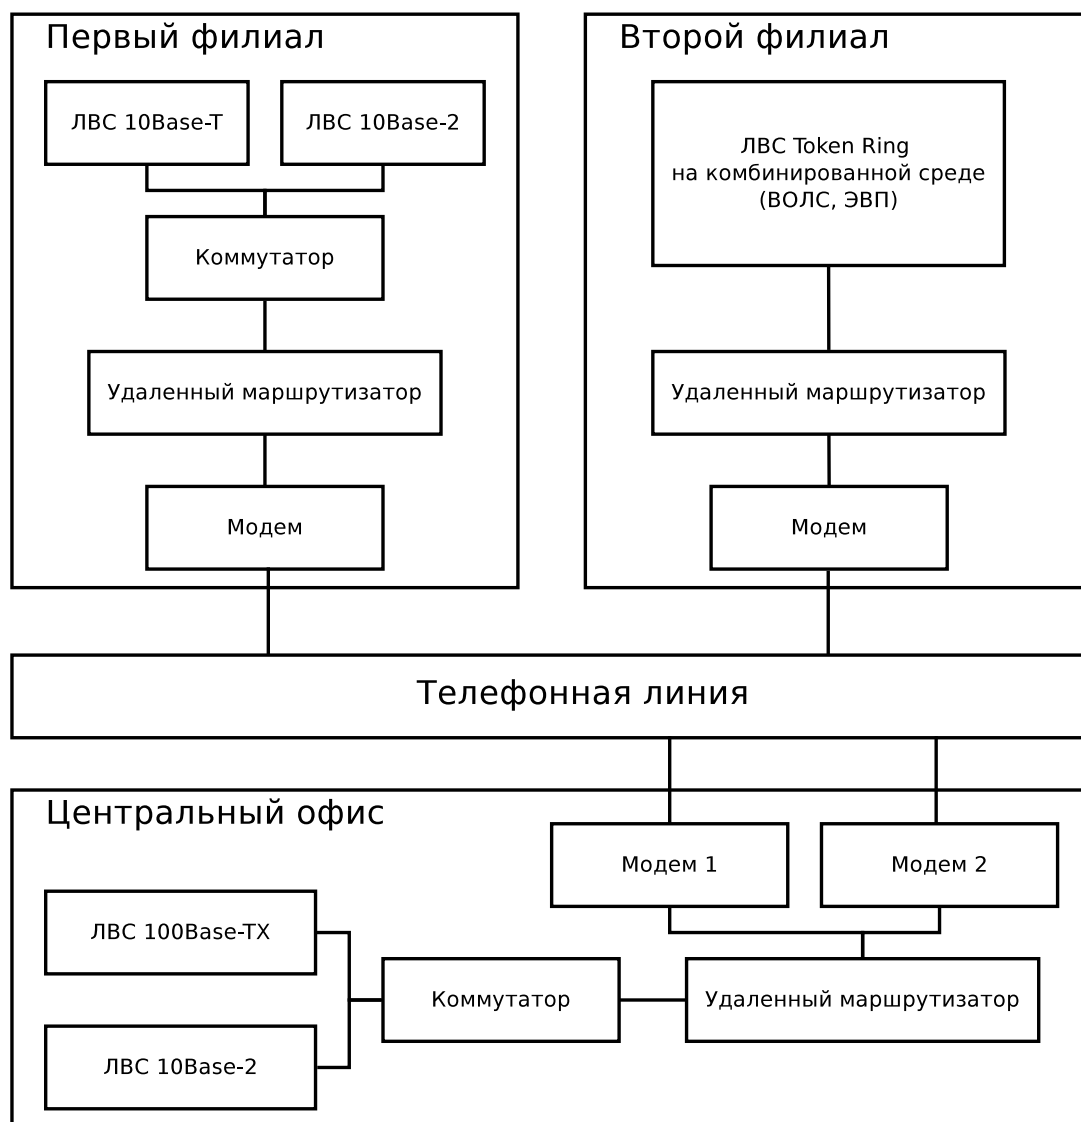 Первый филиал
ЛВС 10Base-T
ЛВС 10Base-2
Коммутатор
Удаленный маршрутизатор
Модем
Второй филиал
ЛВС Token Ring
на комбинированной среде
(ВОЛС, ЭВП)
Удаленный маршрутизатор
Модем
Телефонная линия
Центральный офис
Модем 1
Модем 2
ЛВС 100Base-TX
Коммутатор
Удаленный маршрутизатор
ЛВС 10Base-2